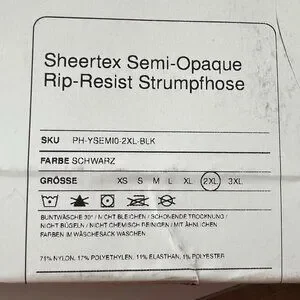 Sheertex Semi-Opaque
Rip-Resist Strumpfhose
SKU PH-YSEMI0-2XL-BLK
FARBE SCHWARZ
GRÖSSE XS S M L XL 2XL 3XL
BUNTWÄSCHE 30° / NICHT BLEICHEN / SCHONENDE TROCKNUNG /
NICHT BÜGELN / NICHT CHEMISCH REINIGEN / MIT ÄHNLICHEN
FARBEN IM WÄSCHESACK WASCHEN
71% NYLON, 17% POLYETHYLEN, 11% ELASTHAN, 1% POLYESTER